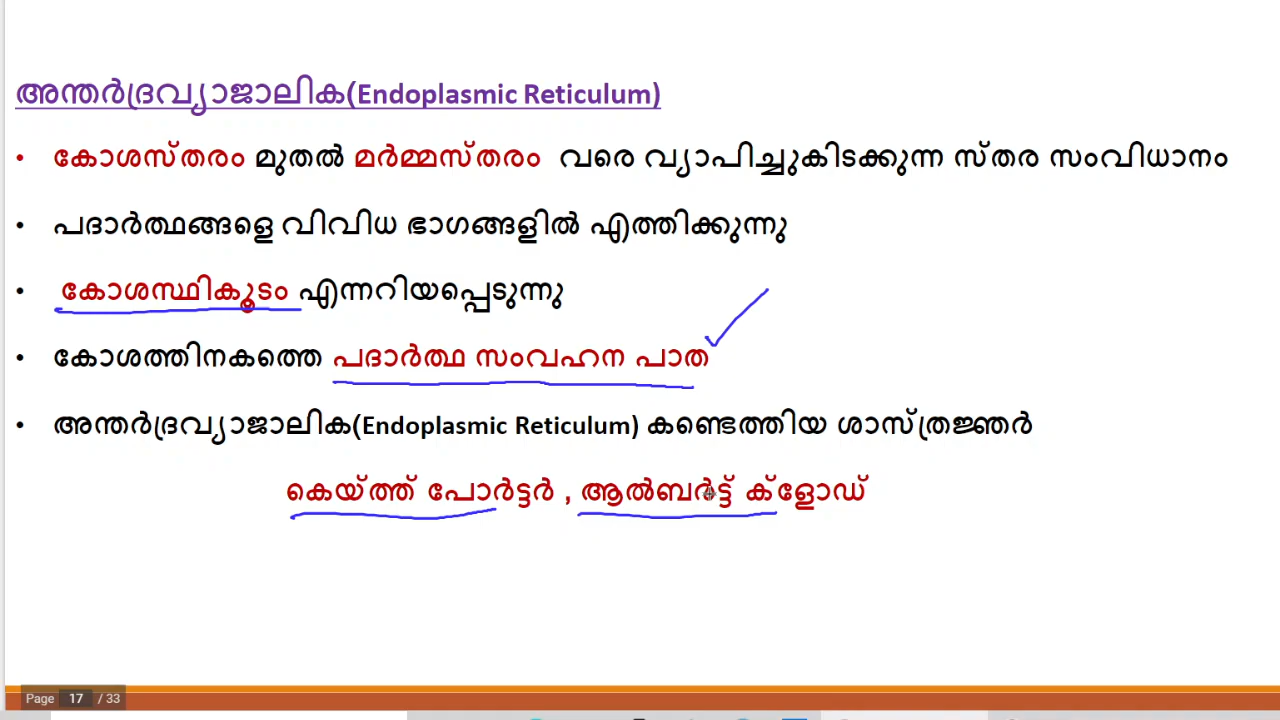 അന്തർദ്രവ്യാജാലിക(Endoplasmic Reticulum)
• കോശസ്തരം മുതൽ മർമ്മസ്തരം വരെ വ്യാപിച്ചുകിടക്കുന്ന സ്തര സംവിധാനം
• പദാർത്ഥങ്ങളെ വിവിധ ഭാഗങ്ങളിൽ എത്തിക്കുന്നു
• കോശസ്ഥികൂടം എന്നറിയപ്പെടുന്നു
• കോശത്തിനകത്തെ പദാർത്ഥ സംവഹന പാത
• അന്തർദ്രവ്യാജാലിക(Endoplasmic Reticulum) കണ്ടെത്തിയ ശാസ്ത്രജ്ഞർ
കെയ്ത്ത് പോർട്ടർ , ആൽബർട്ട് ക്ളോഡ്
Page 17 / 33